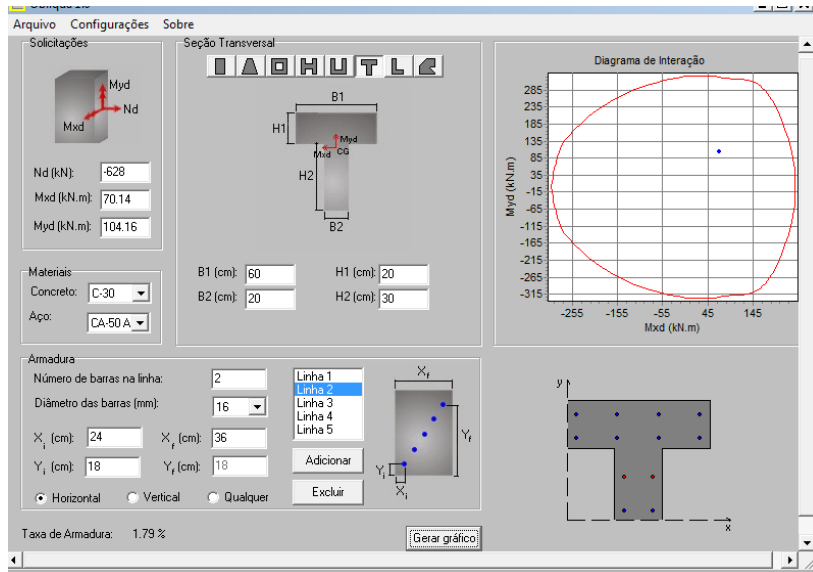 Arquivo Configurações Sobre
Solicitações
Myd
Nd
Mxd
Nd (kN): -628
Mxd (kN.m): 70.14
Myd (kN.m): 104.16
Materiais
Concreto: C-30
Aço: CA-50 A
Seção Transversal
B1
H1
Myd
Mxd
CG
H2
B2
B1 (cm): 60 H1 (cm): 20
B2 (cm): 20 H2 (cm): 30
Diagrama de Interação
Myd (kN.m)
285
235
185
135
85
35
-15
-65
-115
-165
-215
-265
-315
-255 -155 -55 45 145
Mxd (kN.m)
Armadura
Número de barras na linha: 2
Diâmetro das barras (mm): 16
Xi (cm): 24 Xf (cm): 36
Yi (cm): 18 Yf (cm): 18
Horizontal Vertical Qualquer
Linha 1
Linha 2
Linha 3
Linha 4
Linha 5
Adicionar
Excluir
Xf
Yf
Yi
Xi
y
x
Taxa de Armadura: 1.79 %
Gerar gráfico